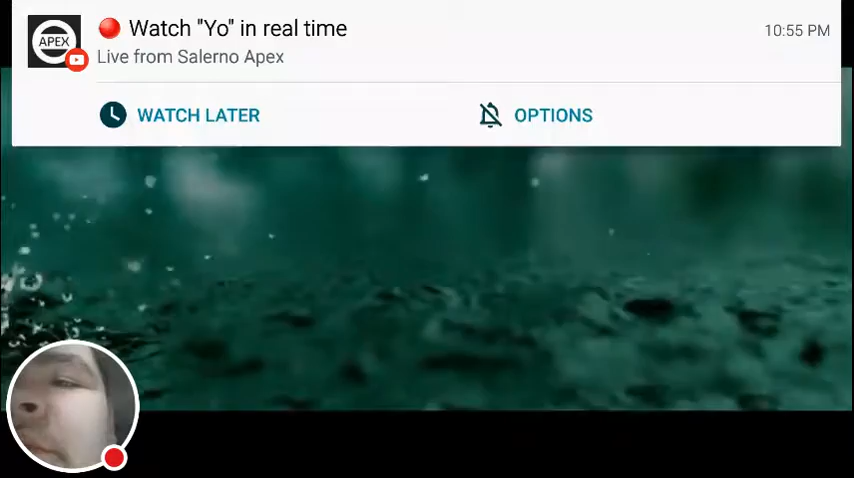 APEX
🔴 Watch "Yo" in real time
10:55 PM
Live from Salerno Apex
WATCH LATER
OPTIONS